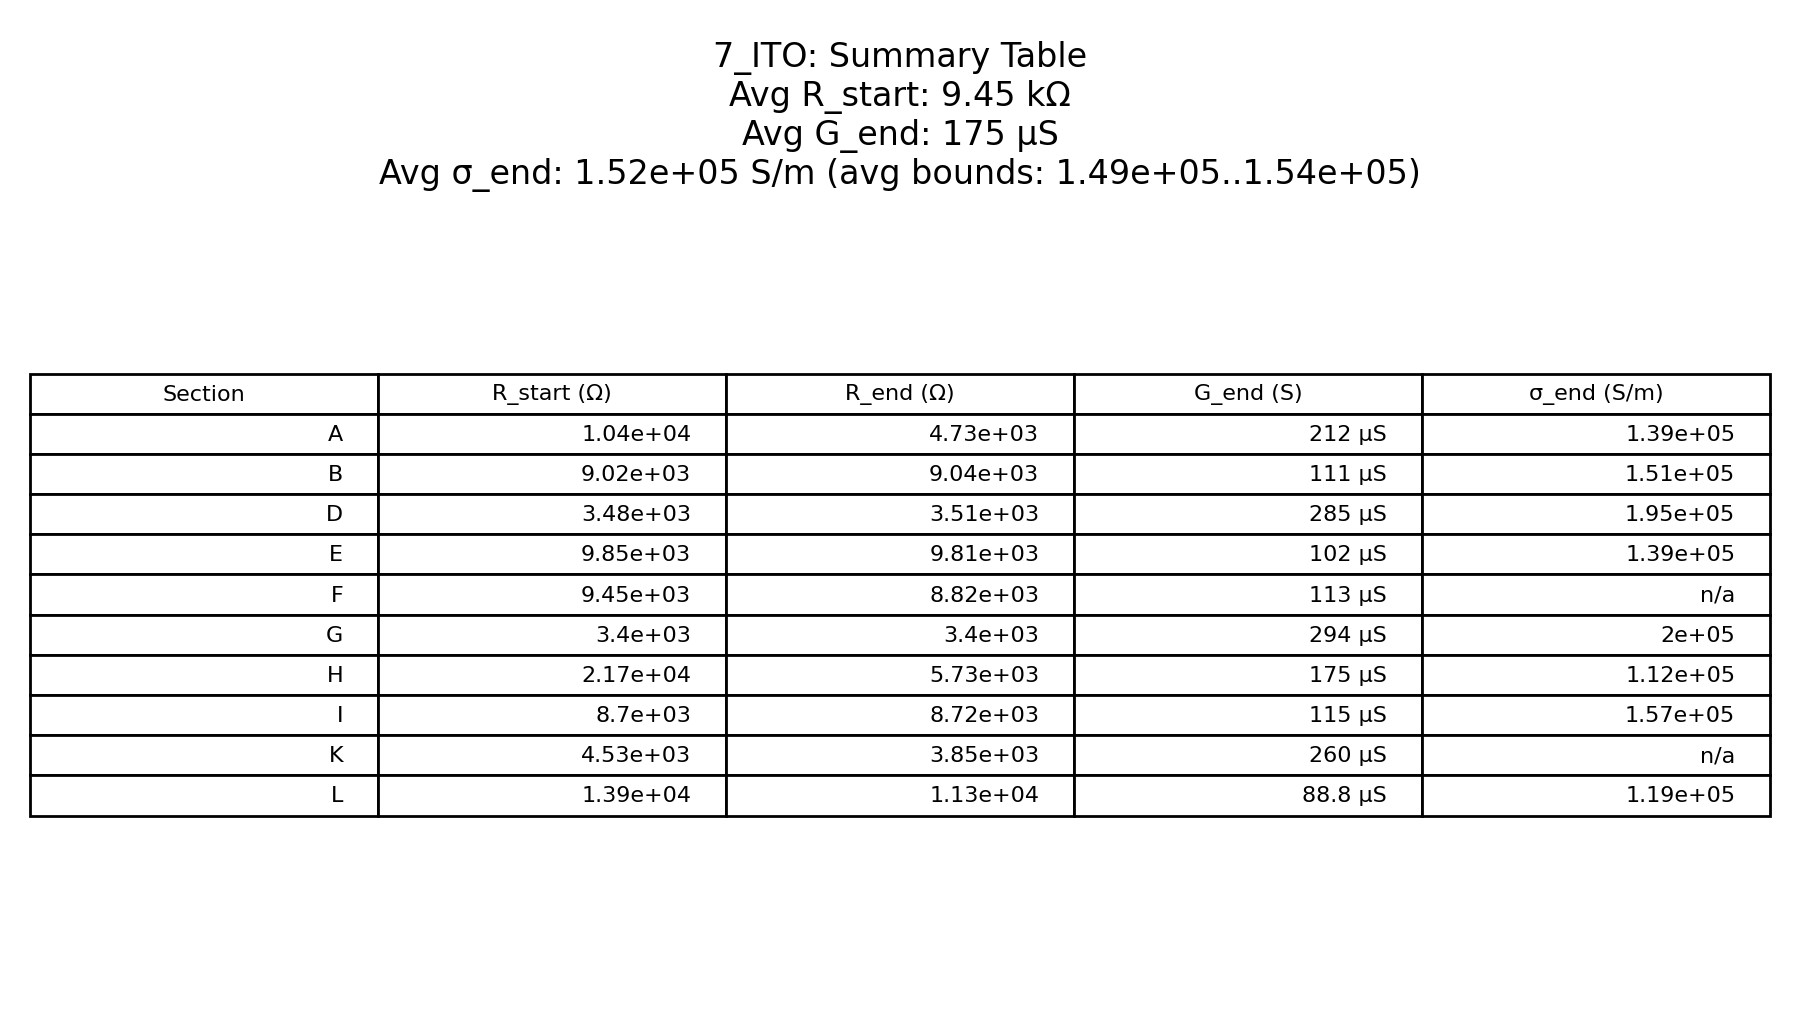 7_ITO: Summary Table
Avg R_start: 9.45 kΩ
Avg G_end: 175 µS
Avg σ_end: 1.52e+05 S/m (avg bounds: 1.49e+05..1.54e+05)
Section R_start (Ω) R_end (Ω) G_end (S) σ_end (S/m)
A 1.04e+04 4.73e+03 212 µS 1.39e+05
B 9.02e+03 9.04e+03 111 µS 1.51e+05
D 3.48e+03 3.51e+03 285 µS 1.95e+05
E 9.85e+03 9.81e+03 102 µS 1.39e+05
F 9.45e+03 8.82e+03 113 µS n/a
G 3.4e+03 3.4e+03 294 µS 2e+05
H 2.17e+04 5.73e+03 175 µS 1.12e+05
I 8.7e+03 8.72e+03 115 µS 1.57e+05
K 4.53e+03 3.85e+03 260 µS n/a
L 1.39e+04 1.13e+04 88.8 µS 1.19e+05